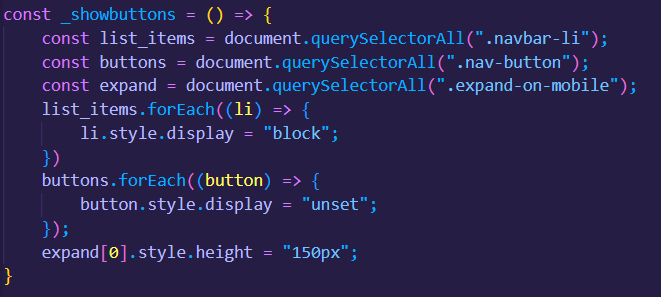 const _showbuttons = () => {
    const list_items = document.querySelectorAll(".navbar-li");
    const buttons = document.querySelectorAll(".nav-button");
    const expand = document.querySelectorAll(".expand-on-mobile");
    list_items.forEach((li) => {
        li.style.display = "block";
    })
    buttons.forEach((button) => {
        button.style.display = "unset";
    });
    expand[0].style.height = "150px";
}